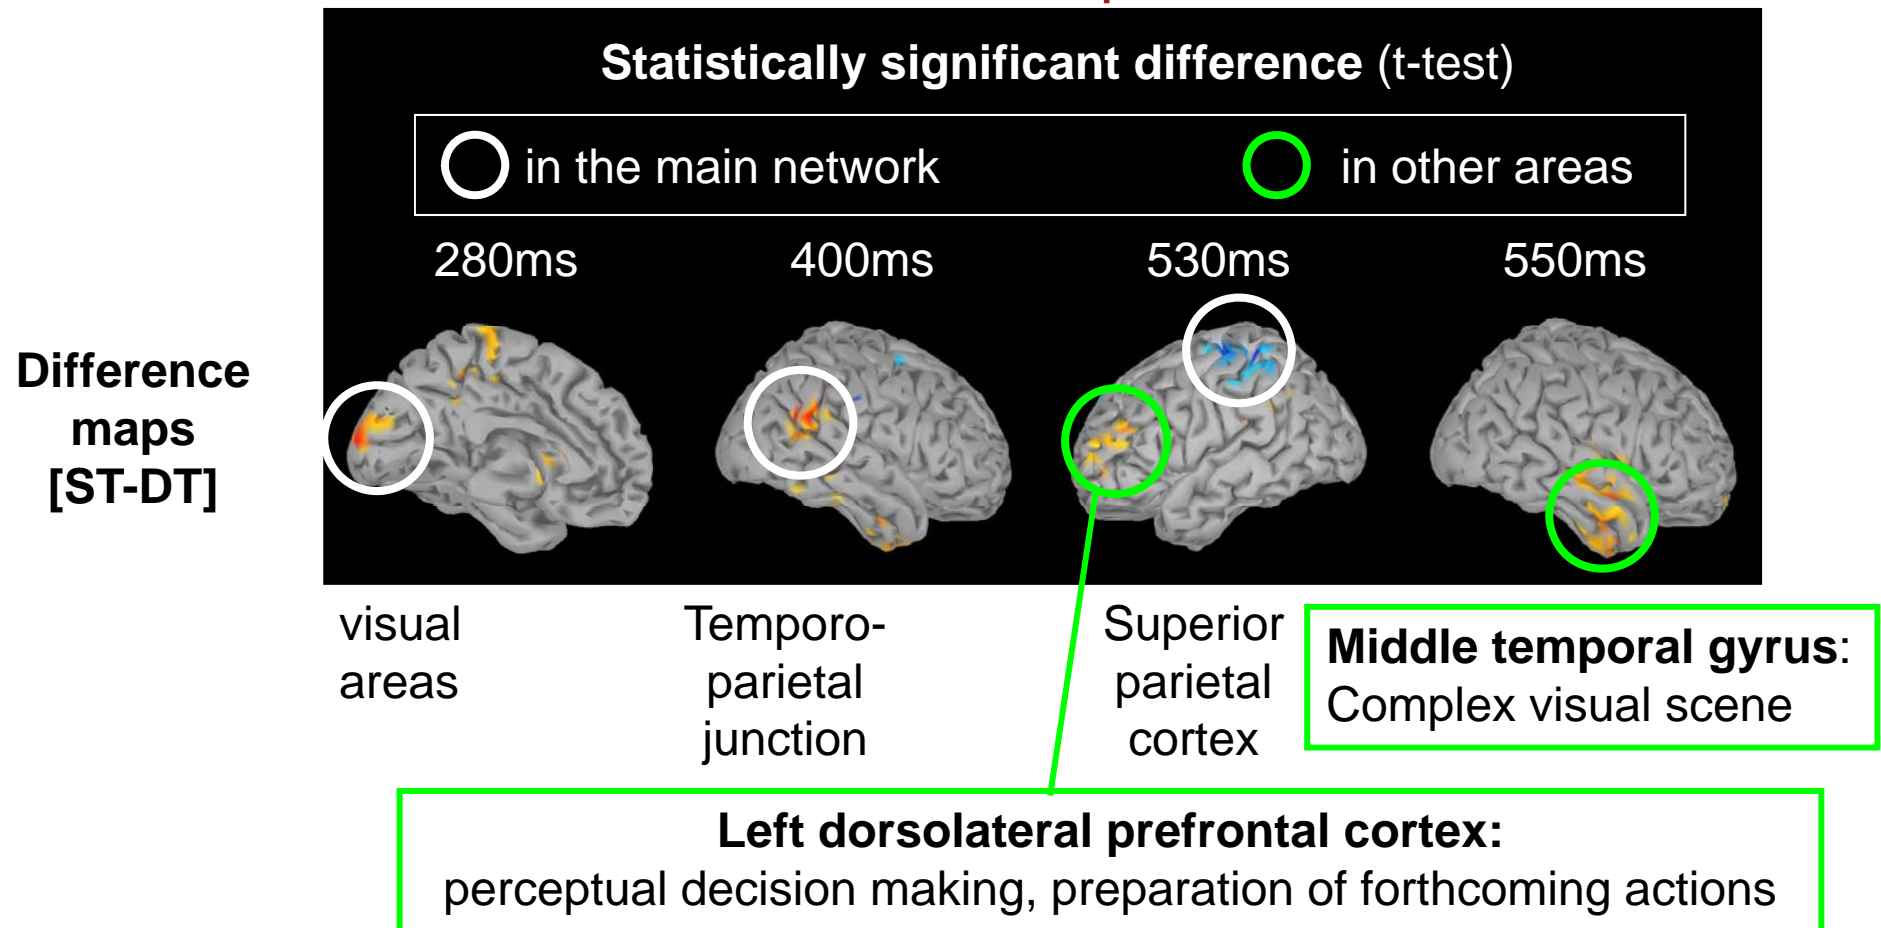 Statistically significant difference (t-test)
in the main network
in other areas
280ms
400ms
530ms
550ms
Difference
maps
[ST-DT]
visual
areas
Temporo-
parietal
junction
Superior
parietal
cortex
Middle temporal gyrus:
Complex visual scene
Left dorsolateral prefrontal cortex:
perceptual decision making, preparation of forthcoming actions